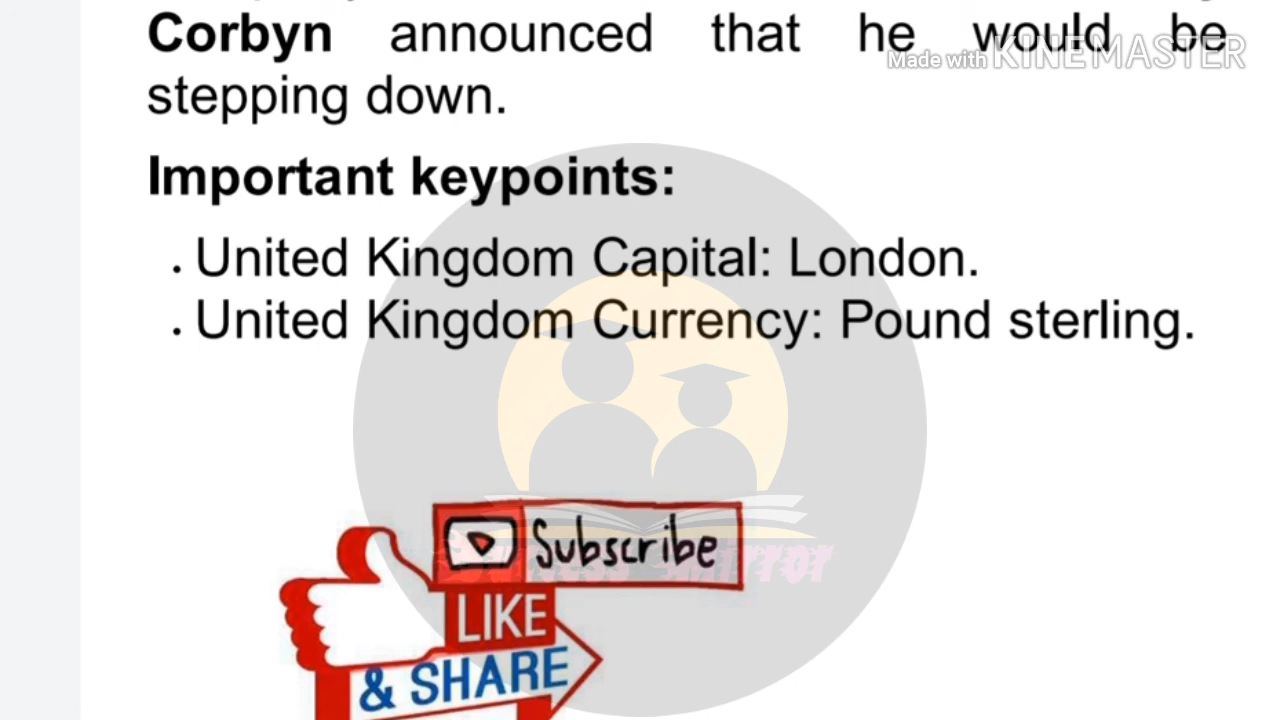 Corbyn announced that he would be
Made with KINEMASTER
stepping down.
Important keypoints:
. United Kingdom Capital: London.
. United Kingdom Currency: Pound sterling.
Subscribe
Mirror
LIKE
& SHARE